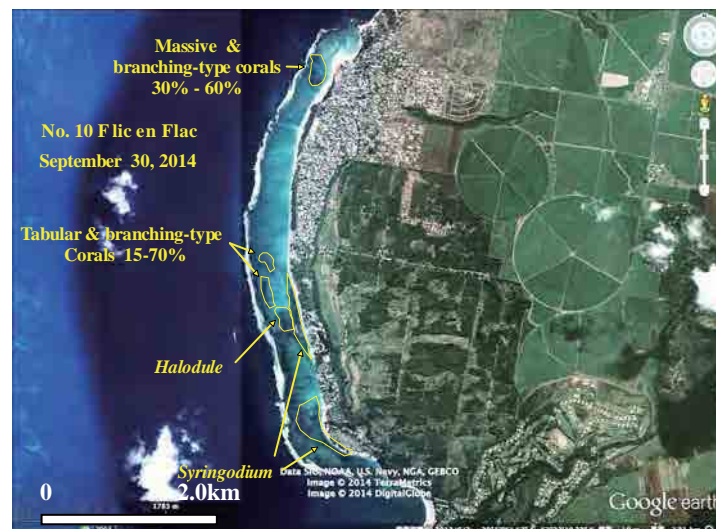 Massive &
branching-type corals
30% - 60%
No. 10 Flic en Flac
September 30, 2014
Tabular & branching-type
Corals 15-70%
Halodule
Syringodium
Data SIO, NOAA, U.S. Navy, NGA, GEBCO
Image © 2014 TerraMetrics
Image © 2014 DigitalGlobe
0 2.0km
1783 m
Google earth